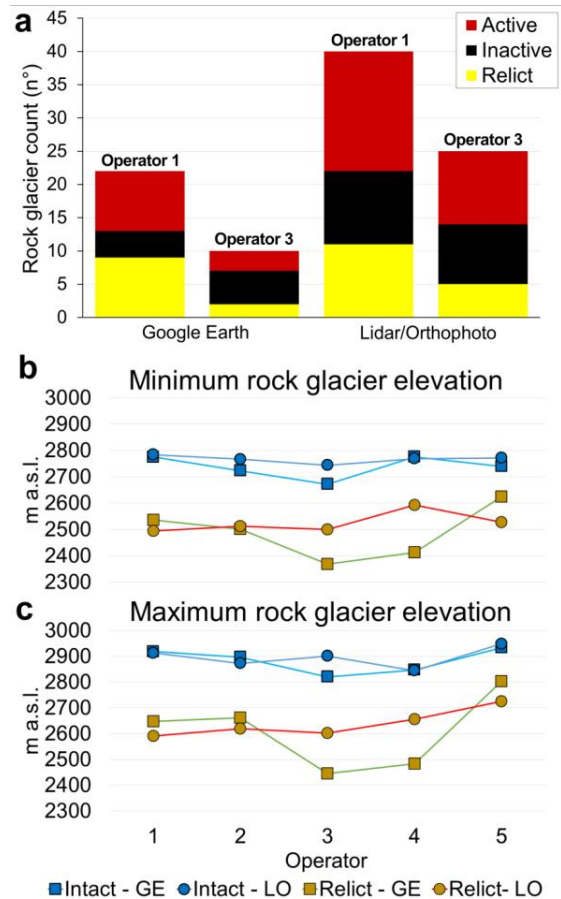 a
Rock glacier count (n°)
45
40
35
30
25
20
15
10
5
0
Operator 1
Operator 3
Operator 1
Operator 3
Active
Inactive
Relict
Google Earth
Lidar/Orthophoto
b
Minimum rock glacier elevation
m a.s.l.
3000
2900
2800
2700
2600
2500
2400
2300
c
Maximum rock glacier elevation
m a.s.l.
3000
2900
2800
2700
2600
2500
2400
2300
1 2 3 4 5
Operator
Intact - GE Intact - LO Relict - GE Relict- LO